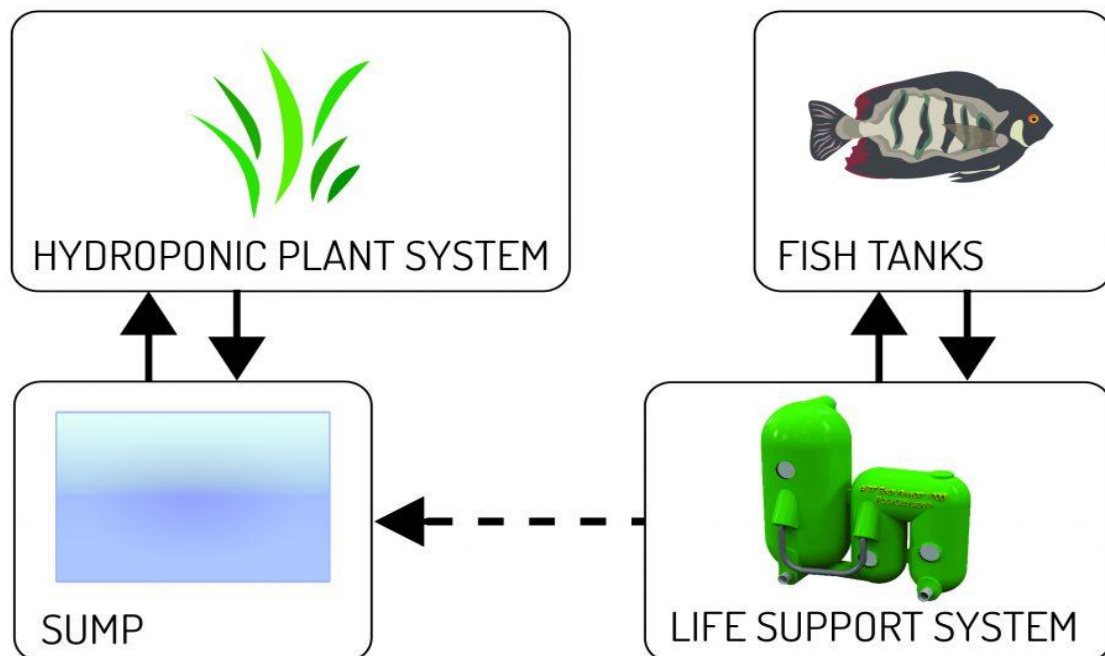 HYDROPONIC PLANT SYSTEM
FISH TANKS
SUMP
LIFE SUPPORT SYSTEM